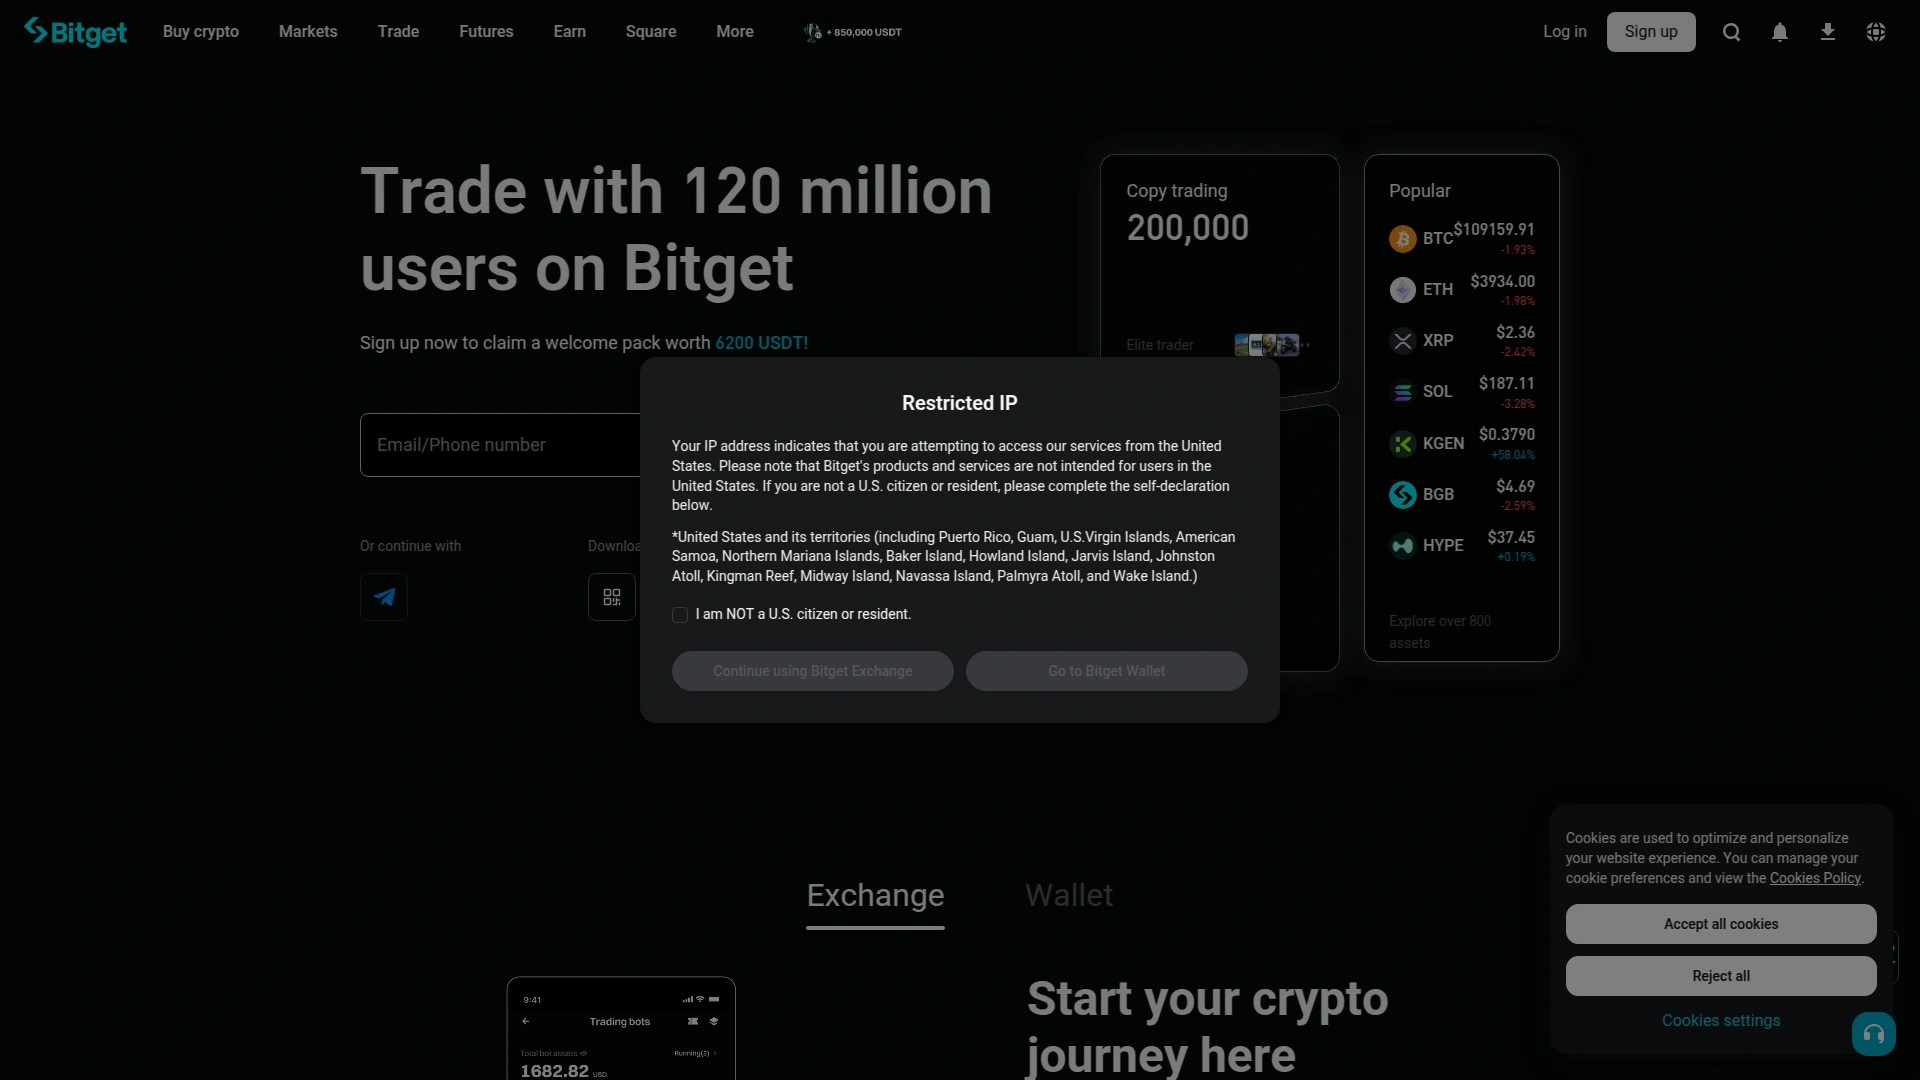 Bitget
Buy crypto
Markets
Trade
Futures
Earn
Square
More
+ 850,000 USDT
Log in
Sign up
Trade with 120 million
users on Bitget
Sign up now to claim a welcome pack worth 6200 USDT!
Email/Phone number
Or continue with
Downloa
Copy trading
200,000
Elite trader
Popular
BTC $109159.91
-1.93%
ETH $3934.00
-1.98%
XRP $2.36
-2.42%
SOL $187.11
-3.28%
KGEN $0.3790
+58.04%
BGB $4.69
-2.59%
HYPE $37.45
+0.19%
Explore over 800
assets
Restricted IP
Your IP address indicates that you are attempting to access our services from the United
States. Please note that Bitget's products and services are not intended for users in the
United States. If you are not a U.S. citizen or resident, please complete the self-declaration
below.
*United States and its territories (including Puerto Rico, Guam, U.S.Virgin Islands, American
Samoa, Northern Mariana Islands, Baker Island, Howland Island, Jarvis Island, Johnston
Atoll, Kingman Reef, Midway Island, Navassa Island, Palmyra Atoll, and Wake Island.)
I am NOT a U.S. citizen or resident.
Continue using Bitget Exchange
Go to Bitget Wallet
Exchange
Wallet
9:41
Trading bots
Total bot assets
Running(2)
1682.82 USD
Start your crypto
journey here
Cookies are used to optimize and personalize
your website experience. You can manage your
cookie preferences and view the Cookies Policy.
Accept all cookies
Reject all
Cookies settings